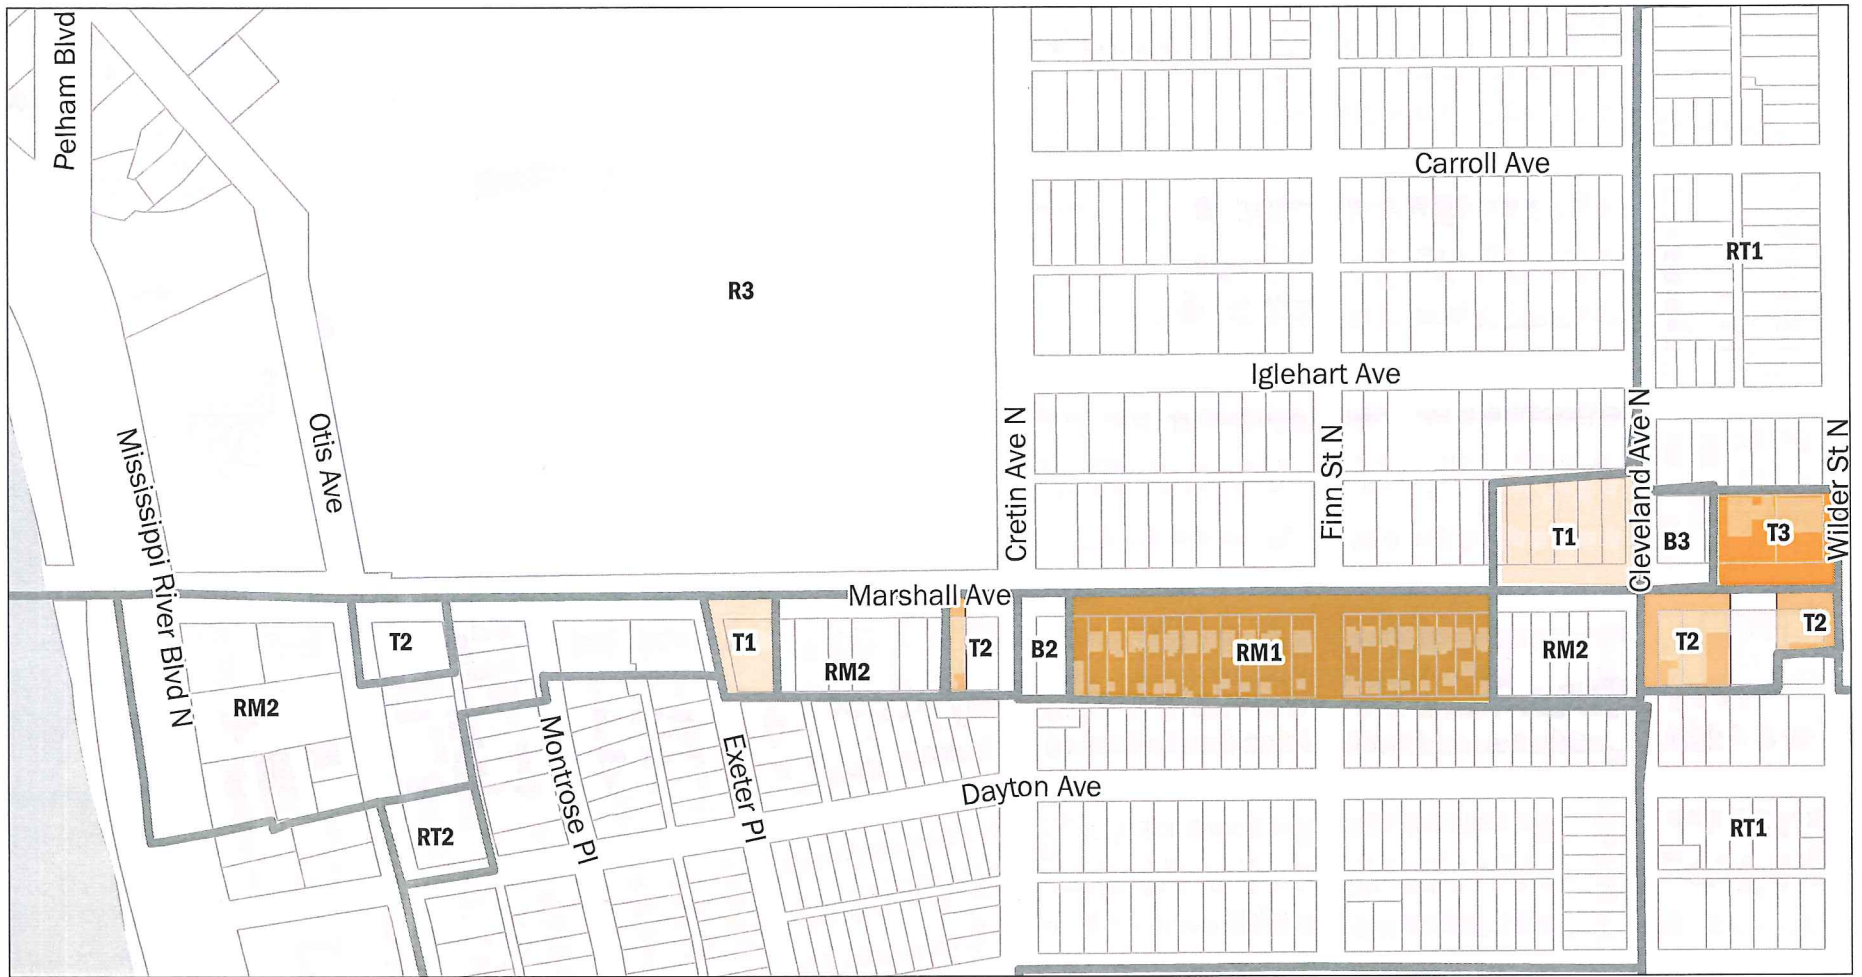 Pelham Blvd
Carroll Ave
RT1
R3
Iglehart Ave
Otis Ave
Mississippi River Blvd N
Cretin Ave N
Finn St N
Cleveland Ave N
Wilder St N
T1
B3
T3
Marshall Ave
T2
T1
RM2
T2
B2
RM1
RM2
T2
T2
RM2
Montrose Pl
Exeter Pl
Dayton Ave
RT2
RT1